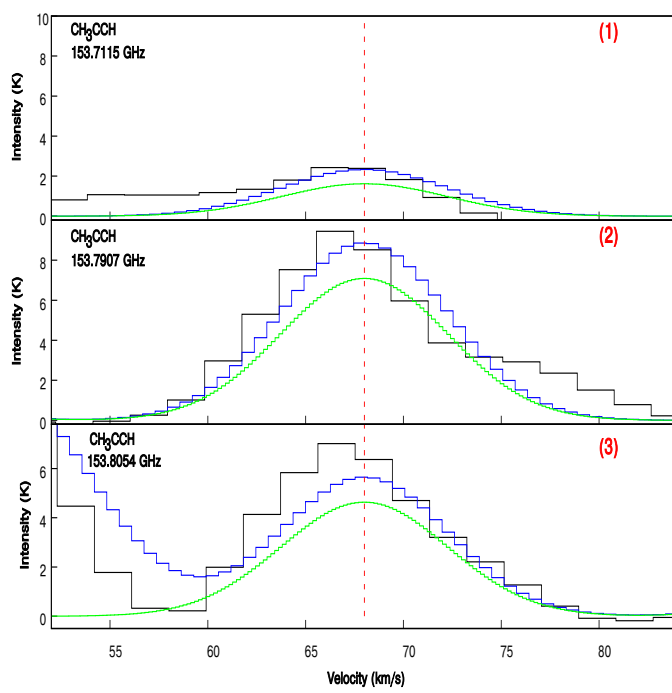 CH₃CCH
153.7115 GHz
(1)
Intensity (K)
10
8
6
4
2
0
CH₃CCH
153.7907 GHz
(2)
Intensity (K)
8
6
4
2
0
CH₃CCH
153.8054 GHz
(3)
Intensity (K)
6
4
2
0
55 60 65 70 75 80
Velocity (km/s)